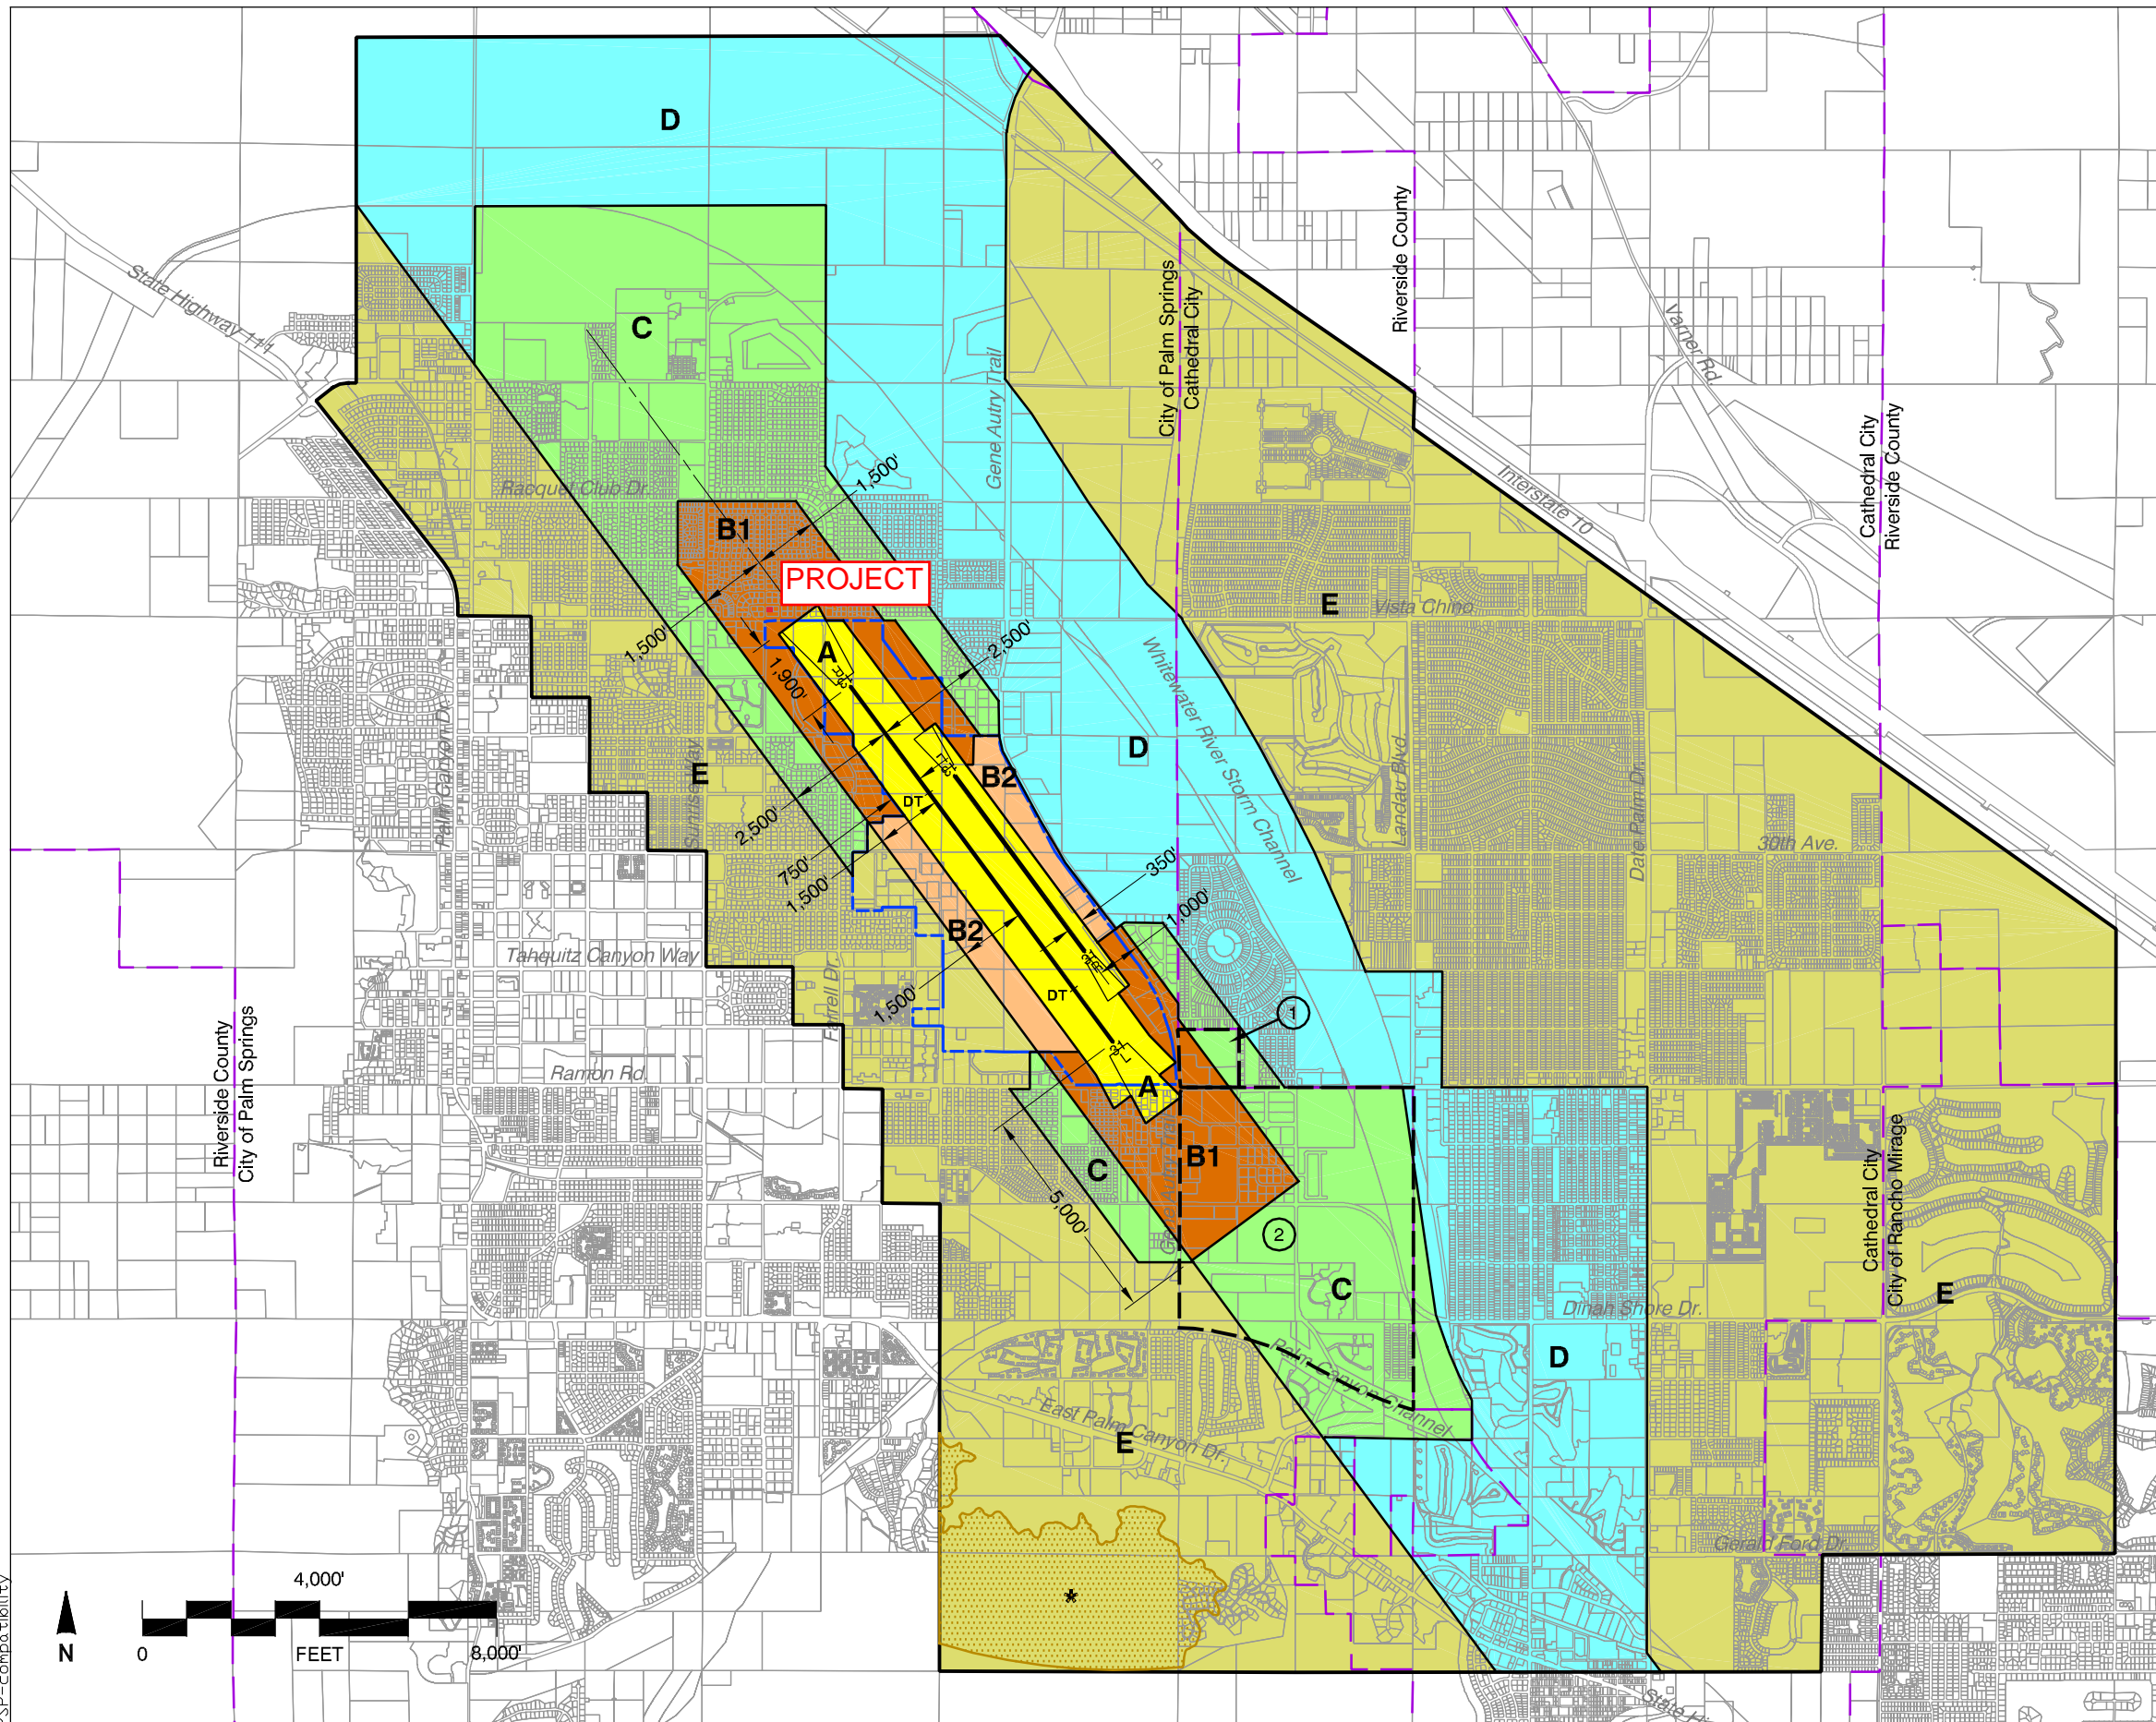 D
State Highway 111
C
Gene Autry Trail
City of Palm Springs
Cathedral City
Riverside County
Varner Rd.
Cathedral City
Riverside County
Interstate 10
Racquet Club Dr.
B1
1,500'
PROJECT
1,500'
A
2,500'
1,900'
E
Vista Chino
Whitewater River Storm Channel
D
Palm Canyon Dr.
Sunrise Way
E
B2
DT
2,500'
750'
1,500'
350'
1,000'
Landau Blvd.
Date Palm Dr.
30th Ave.
B2
Tahquitz Canyon Way
Farrell Dr.
1,500'
DT
31
1
Riverside County
City of Palm Springs
Ramon Rd.
A
B1
C
Gene Autry Trail
5,000'
2
C
Cathedral City
City of Rancho Mirage
E
Dinah Shore Dr.
D
Palm Canyon Channel
East Palm Canyon Dr.
E
Gerald Ford Dr.
*
4,000'
N
0
FEET
8,000'